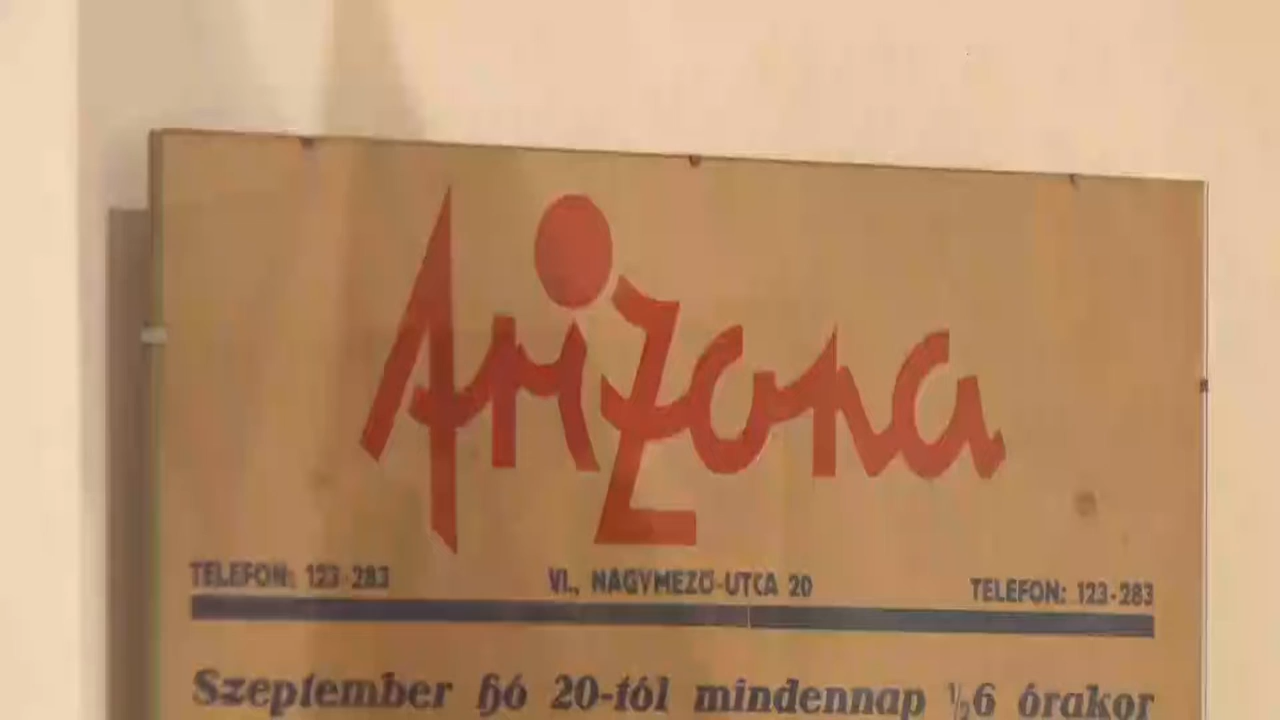 Arizona
TELEFON: 123-283 VI., NAGYMEZŐ-UTCA 20 TELEFON: 123-283
Szeptember hó 20-tól mindennap ½6 órakor